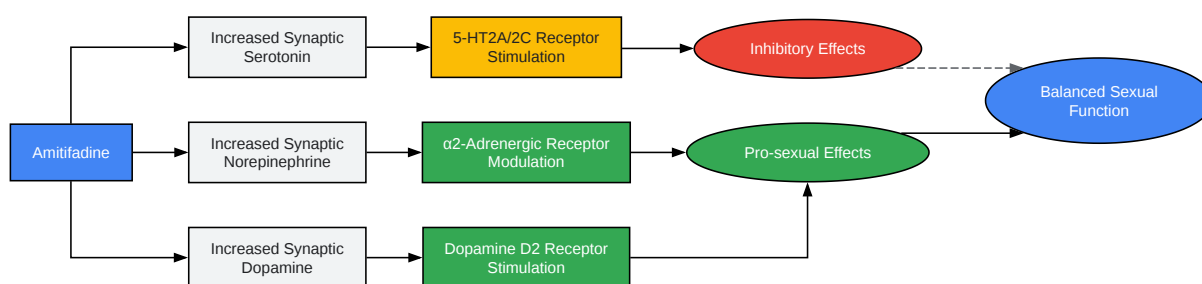 Increased Synaptic
Serotonin
5-HT2A/2C Receptor
Stimulation
Inhibitory Effects
Balanced Sexual
Function
Amitifadine
Increased Synaptic
Norepinephrine
α2-Adrenergic Receptor
Modulation
Pro-sexual Effects
Increased Synaptic
Dopamine
Dopamine D2 Receptor
Stimulation